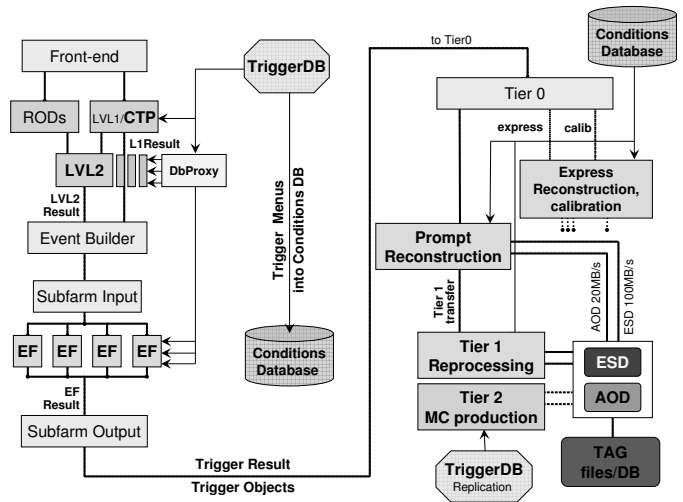 Front-end
TriggerDB
to Tier0
Conditions
Database
Tier 0
RODs
LVL1/CTP
express
calib
L1Result
LVL2
DbProxy
Express
Reconstruction,
calibration
LVL2
Result
Event Builder
Trigger Menus
into Conditions DB
Prompt
Reconstruction
AOD 20MB/s
ESD 100MB/s
Subfarm Input
Tier 1
transfer
EF
EF
EF
EF
Conditions
Database
Tier 1
Reprocessing
ESD
EF
Result
Tier 2
MC production
AOD
Subfarm Output
Trigger Result
Trigger Objects
TriggerDB
Replication
TAG
files/DB